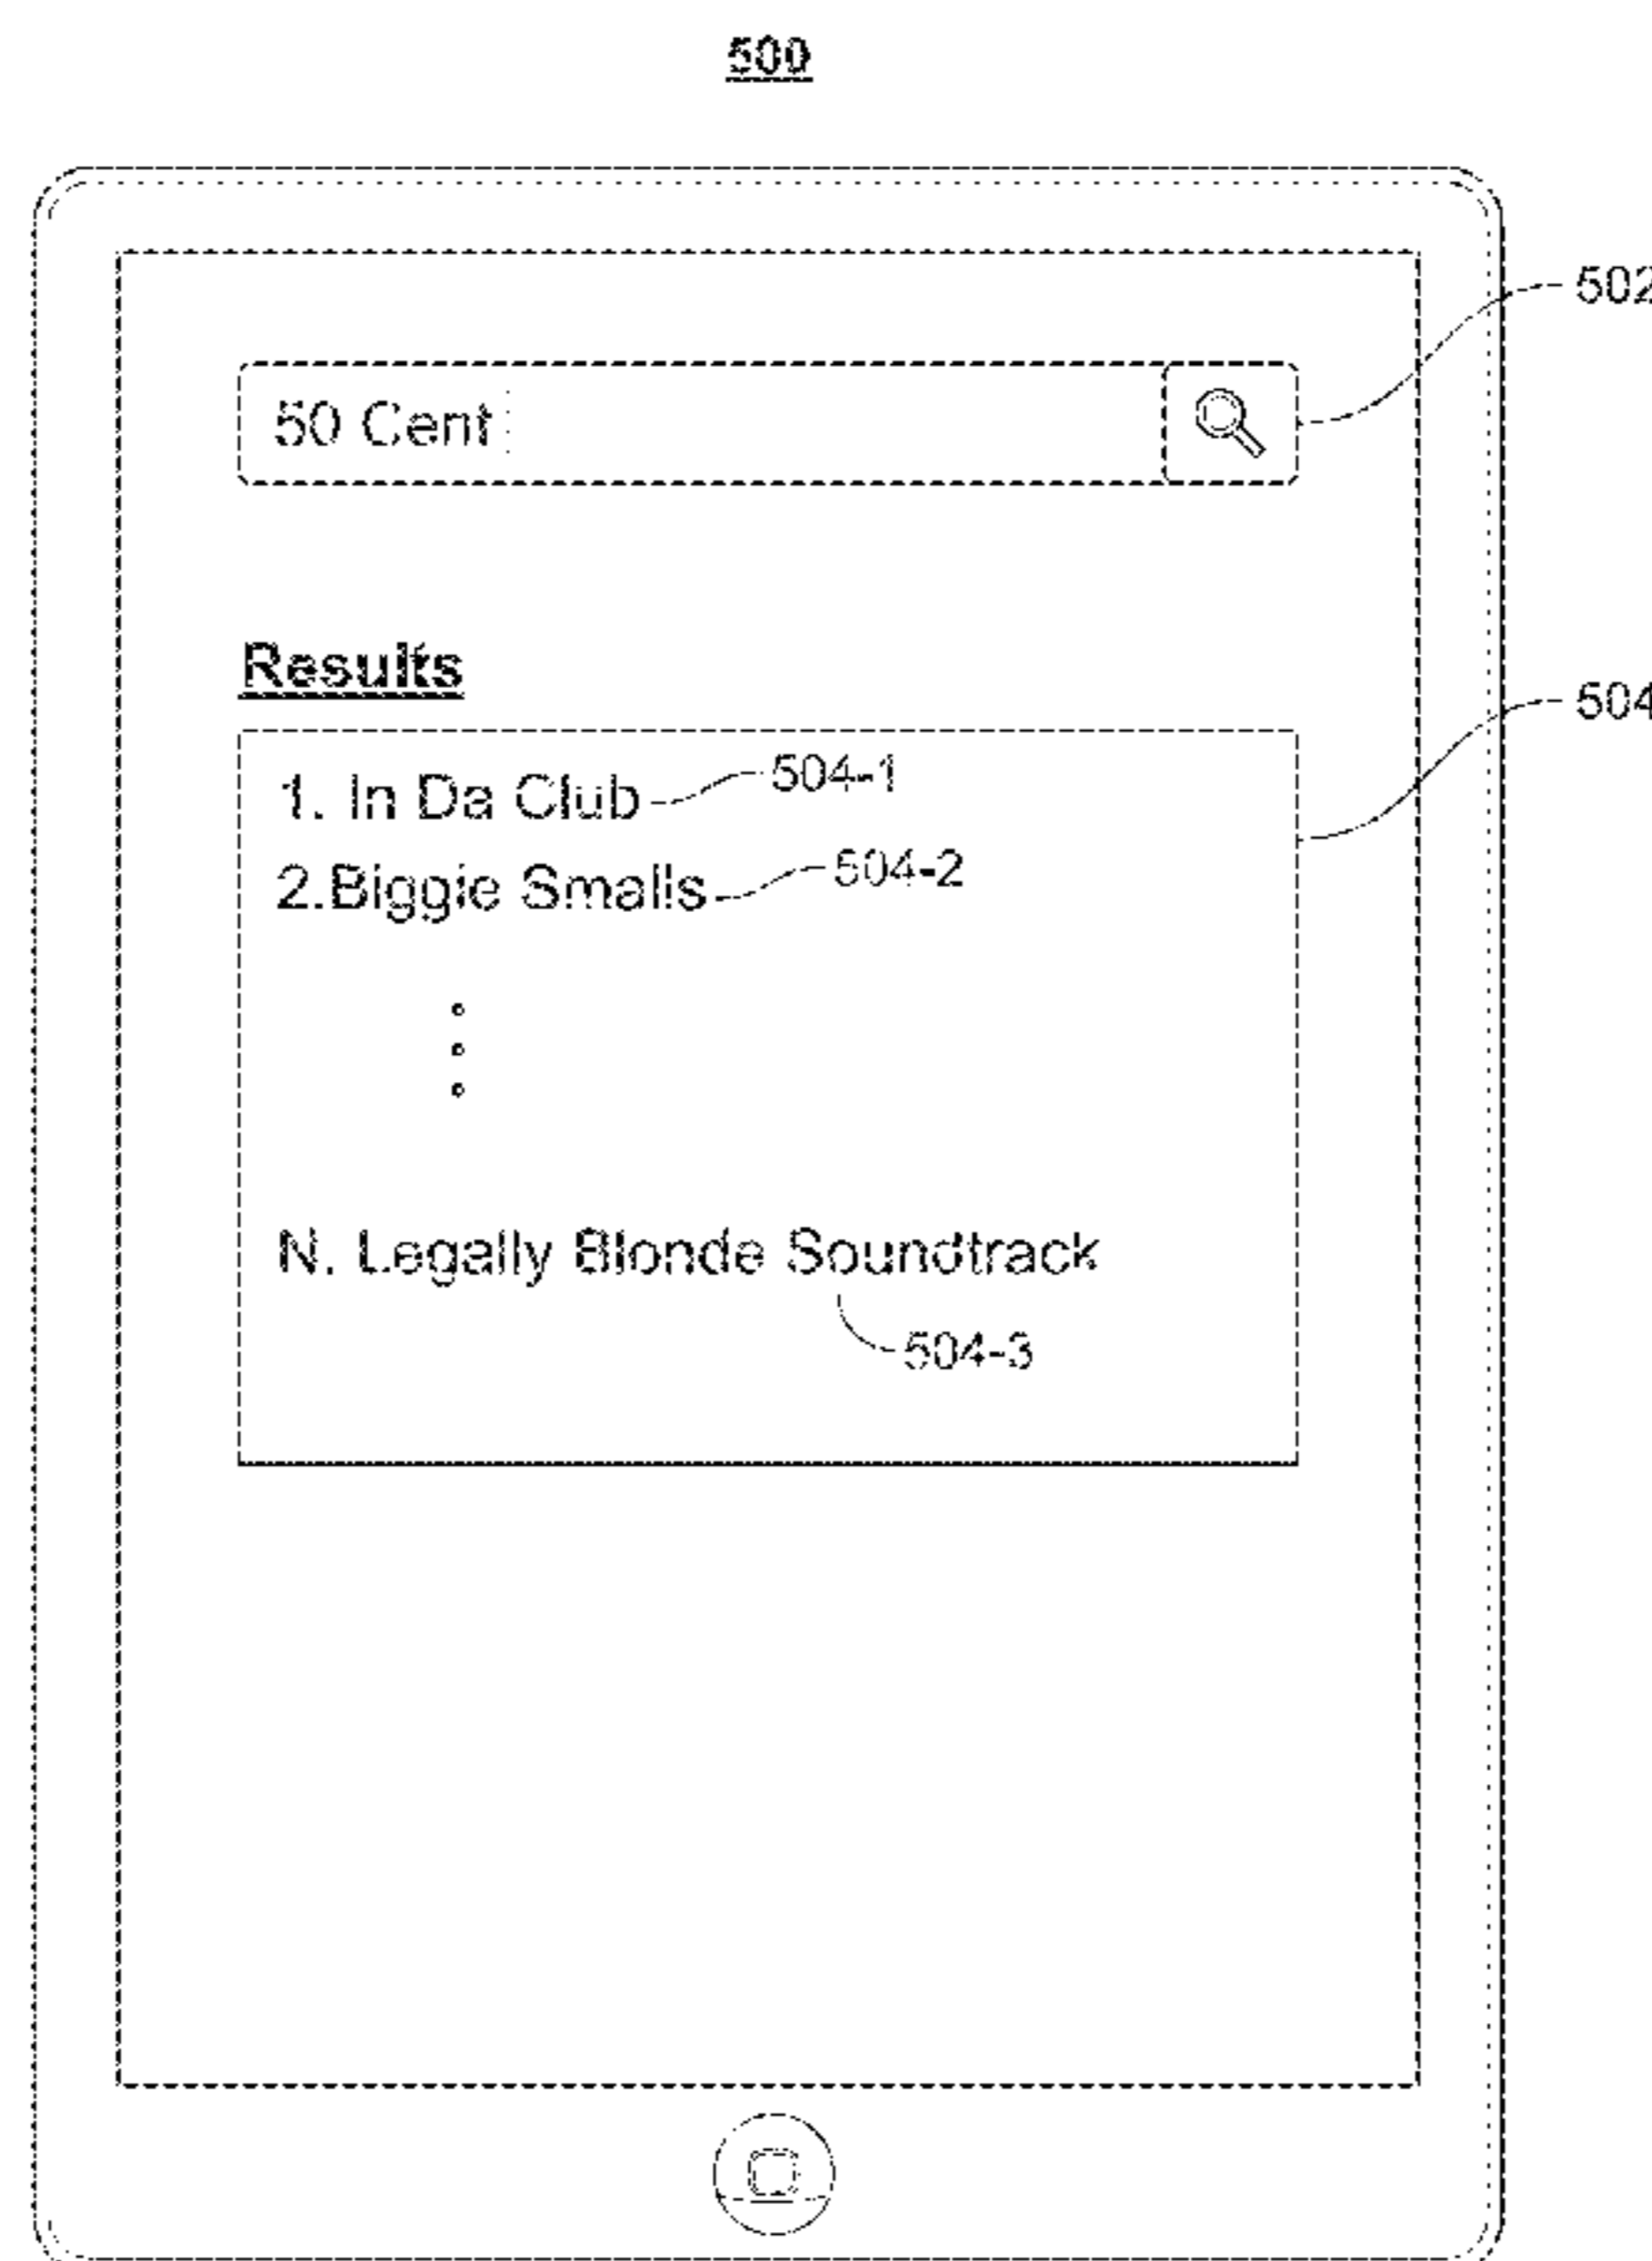 500
502
50 Cent
Results
504
1. In Da Club 504-1
2.Biggie Smalls 504-2
N. Legally Blonde Soundtrack
504-3